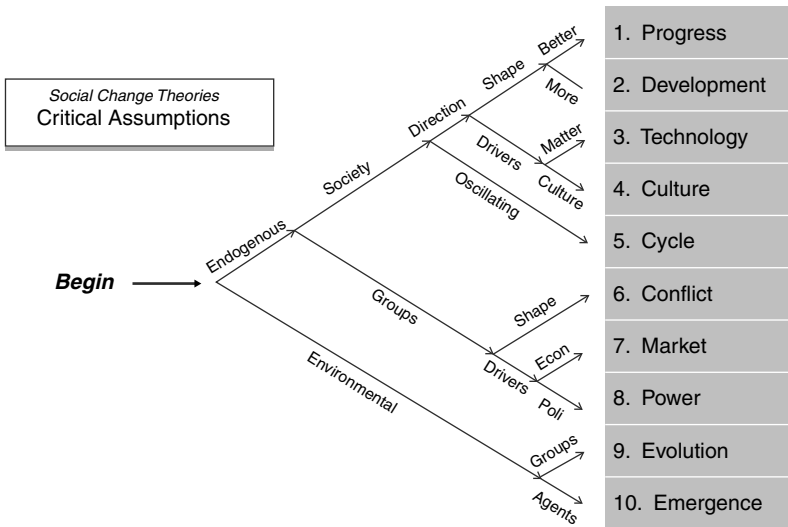 Social Change Theories
Critical Assumptions
Begin
Endogenous
Environmental
Society
Groups
Direction
Oscillating
Shape
Drivers
Better
More
Matter
Culture
Shape
Drivers
Econ
Poli
Groups
Agents
1. Progress
2. Development
3. Technology
4. Culture
5. Cycle
6. Conflict
7. Market
8. Power
9. Evolution
10. Emergence